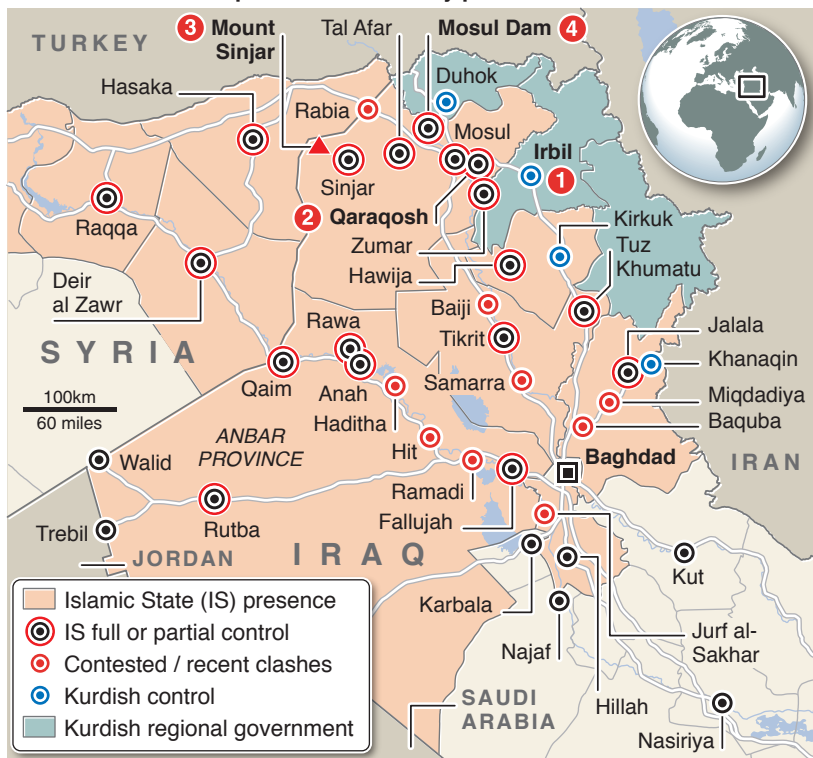 TURKEY
3 Mount
Sinjar
Tal Afar
Mosul Dam 4
Hasaka
Duhok
Rabia
Mosul
Irbil
1
Sinjar
2 Qaraqosh
Raqqa
Zumar
Kirkuk
Tuz
Khumatu
Hawija
Deir
al Zawr
Baiji
Rawa
Jalala
SYRIA
Tikrit
Khanaqin
Qaim
Anah
Samarra
100km
60 miles
Miqdadiya
Haditha
Baquba
ANBAR
PROVINCE
Hit
Baghdad
Walid
IRAN
Ramadi
Rutba
Fallujah
Trebil
JORDAN
IRAQ
Kut
Karbala
Islamic State (IS) presence
IS full or partial control
Contested / recent clashes
Kurdish control
Kurdish regional government
Najaf
Jurf al-
Sakhar
SAUDI
ARABIA
Hillah
Nasiriya